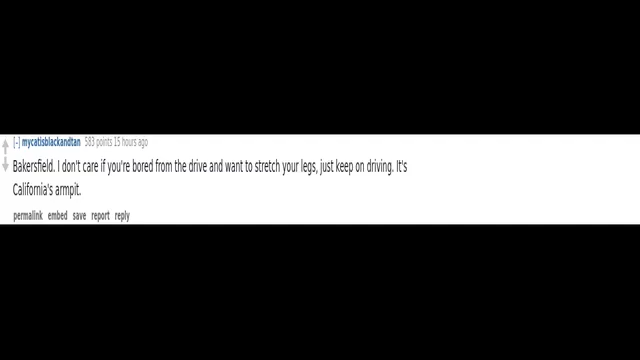 [-] mycatisblackandtan 583 points 15 hours ago
Bakersfield. I don't care if you're bored from the drive and want to stretch your legs, just keep on driving. It's
California's armpit.
permalink embed save report reply